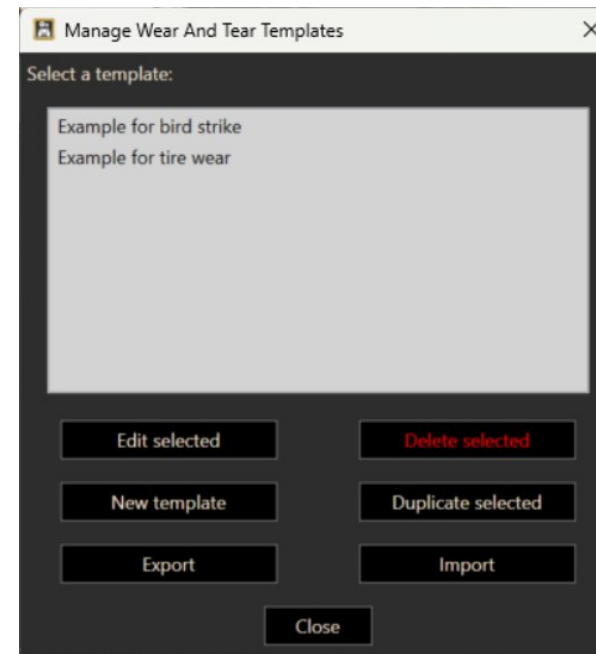 Manage Wear And Tear Templates
Select a template:
Example for bird strike
Example for tire wear
Edit selected
Delete selected
New template
Duplicate selected
Export
Import
Close